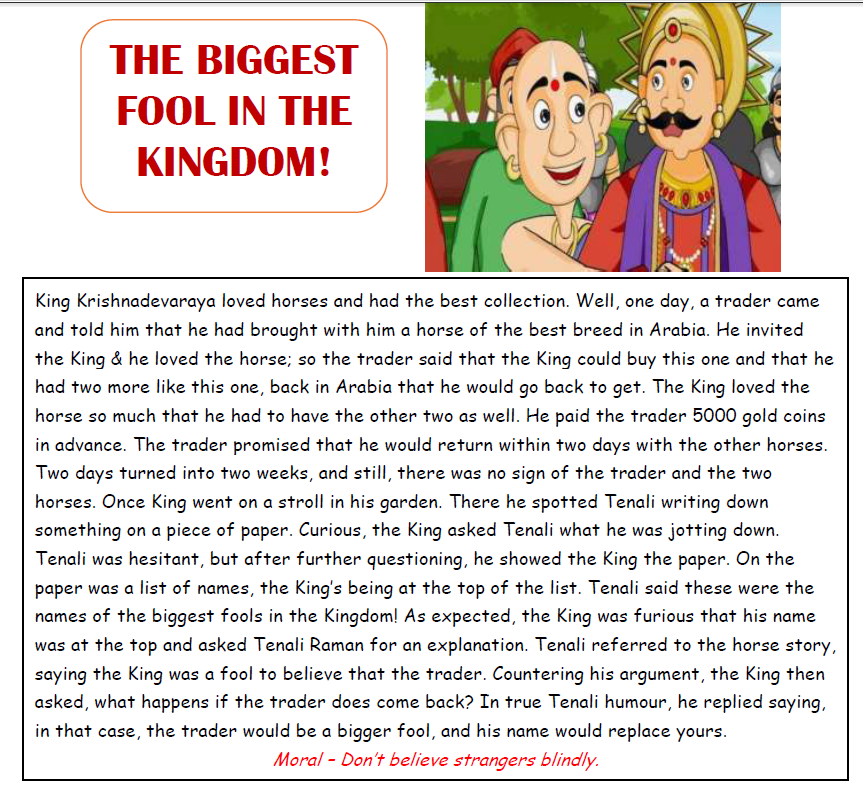 THE BIGGEST
FOOL IN THE
KINGDOM!
King Krishnadevaraya loved horses and had the best collection. Well, one day, a trader came
and told him that he had brought with him a horse of the best breed in Arabia. He invited
the King & he loved the horse; so the trader said that the King could buy this one and that he
had two more like this one, back in Arabia that he would go back to get. The King loved the
horse so much that he had to have the other two as well. He paid the trader 5000 gold coins
in advance. The trader promised that he would return within two days with the other horses.
Two days turned into two weeks, and still, there was no sign of the trader and the two
horses. Once King went on a stroll in his garden. There he spotted Tenali writing down
something on a piece of paper. Curious, the King asked Tenali what he was jotting down.
Tenali was hesitant, but after further questioning, he showed the King the paper. On the
paper was a list of names, the King’s being at the top of the list. Tenali said these were the
names of the biggest fools in the Kingdom! As expected, the King was furious that his name
was at the top and asked Tenali Raman for an explanation. Tenali referred to the horse story,
saying the King was a fool to believe that the trader. Countering his argument, the King then
asked, what happens if the trader does come back? In true Tenali humour, he replied saying,
in that case, the trader would be a bigger fool, and his name would replace yours.
Moral – Don’t believe strangers blindly.